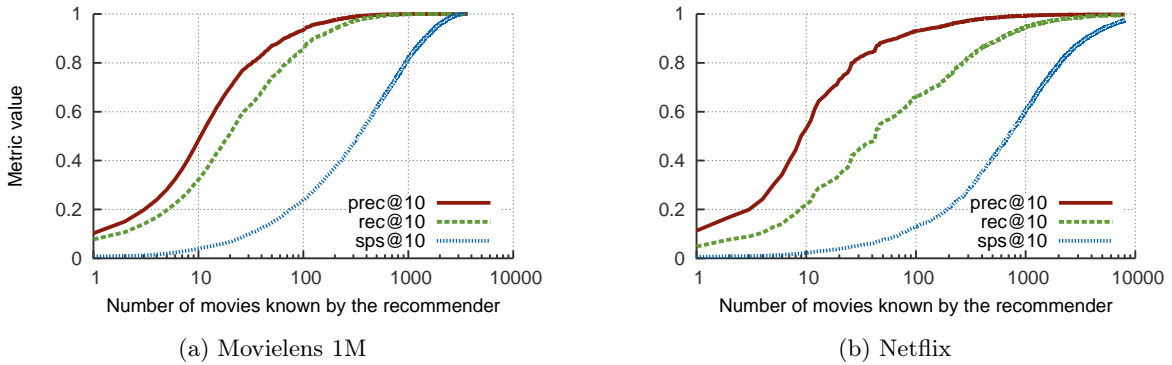 Metric value
1
0.8
0.6
0.4
0.2
0
prec@10
rec@10
sps@10
1 10 100 1000 10000
Number of movies known by the recommender
(a) Movielens 1M
1
0.8
0.6
0.4
0.2
0
prec@10
rec@10
sps@10
1 10 100 1000 10000
Number of movies known by the recommender
(b) Netflix